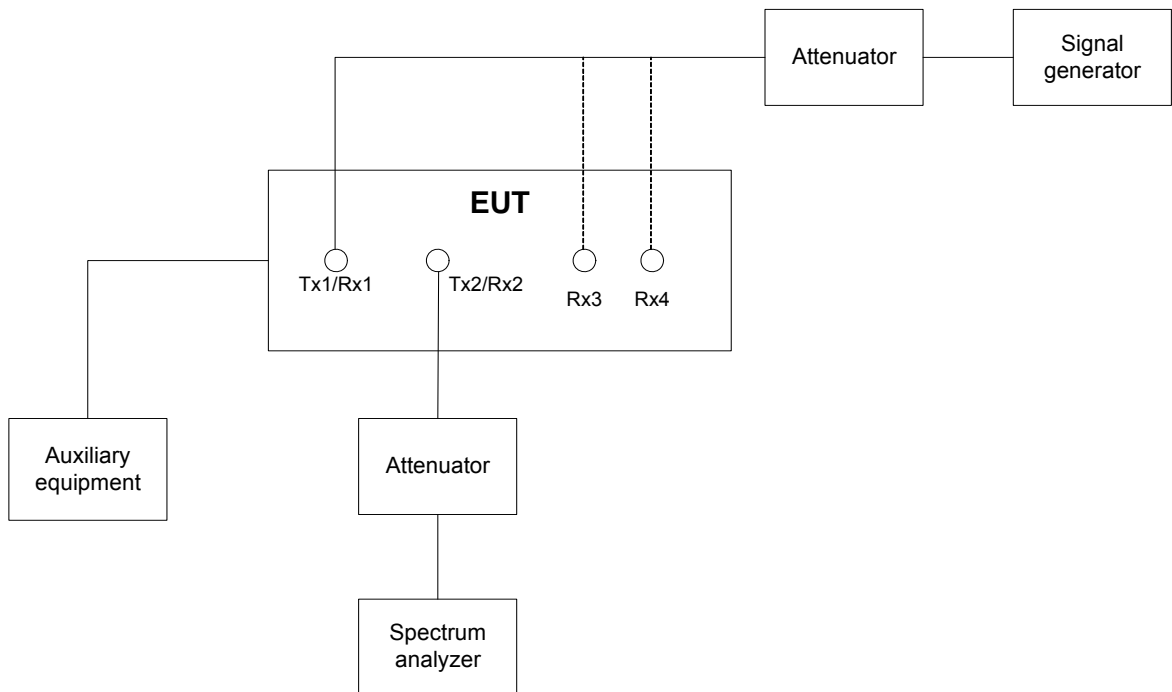 Attenuator
Signal
generator
EUT
Tx1/Rx1
Tx2/Rx2
Rx3
Rx4
Auxiliary
equipment
Attenuator
Spectrum
analyzer